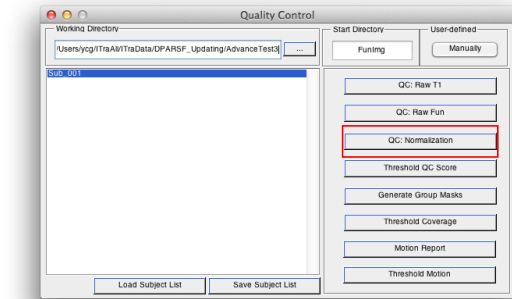 Quality Control
Working Directory
Start Directory
User-defined
/Users/ycg/ITraAll/ITraData/DPARSF_Updating/AdvanceTest3
...
FunImg
Manually
Sub_001
QC: Raw T1
QC: Raw Fun
QC: Normalization
Threshold QC Score
Generate Group Masks
Threshold Coverage
Motion Report
Threshold Motion
Load Subject List
Save Subject List